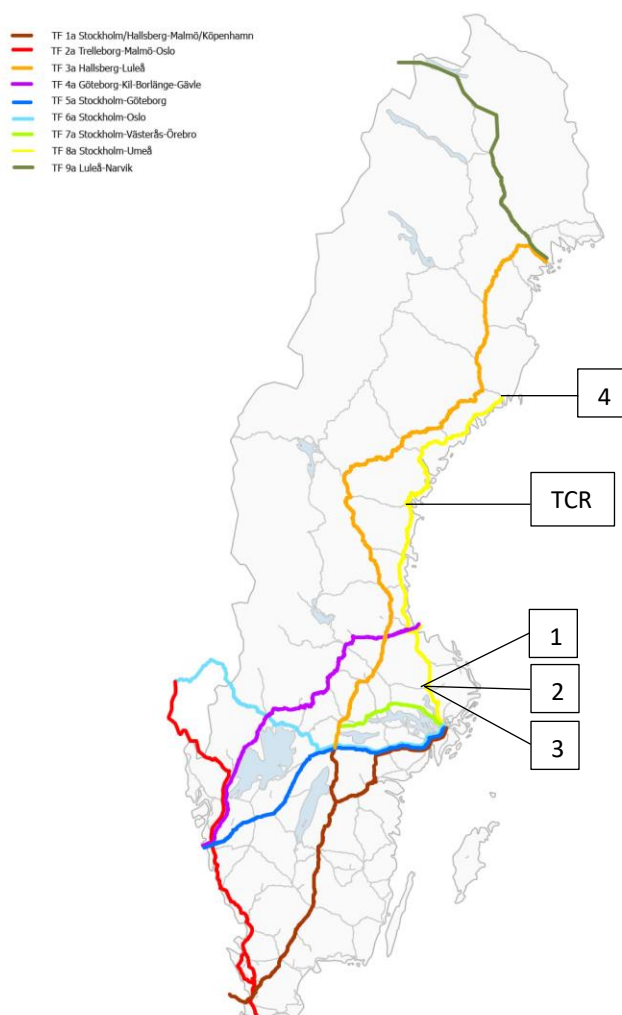 TF 1a Stockholm/Hallsberg-Malmö/Köpenhamn
TF 2a Trelleborg-Malmö-Oslo
TF 3a Hallsberg-Luleå
TF 4a Göteborg-Kil-Borlänge-Gävle
TF 5a Stockholm-Göteborg
TF 6a Stockholm-Oslo
TF 7a Stockholm-Västerås-Örebro
TF 8a Stockholm-Umeå
TF 9a Luleå-Narvik
4
TCR
1
2
3